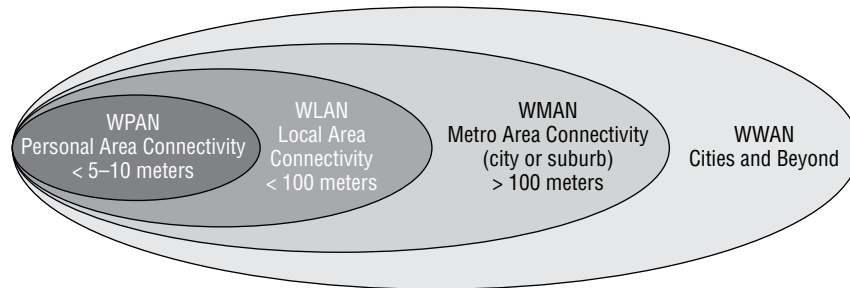 WPAN
Personal Area Connectivity
< 5–10 meters
WLAN
Local Area
Connectivity
< 100 meters
WMAN
Metro Area Connectivity
(city or suburb)
> 100 meters
WWAN
Cities and Beyond